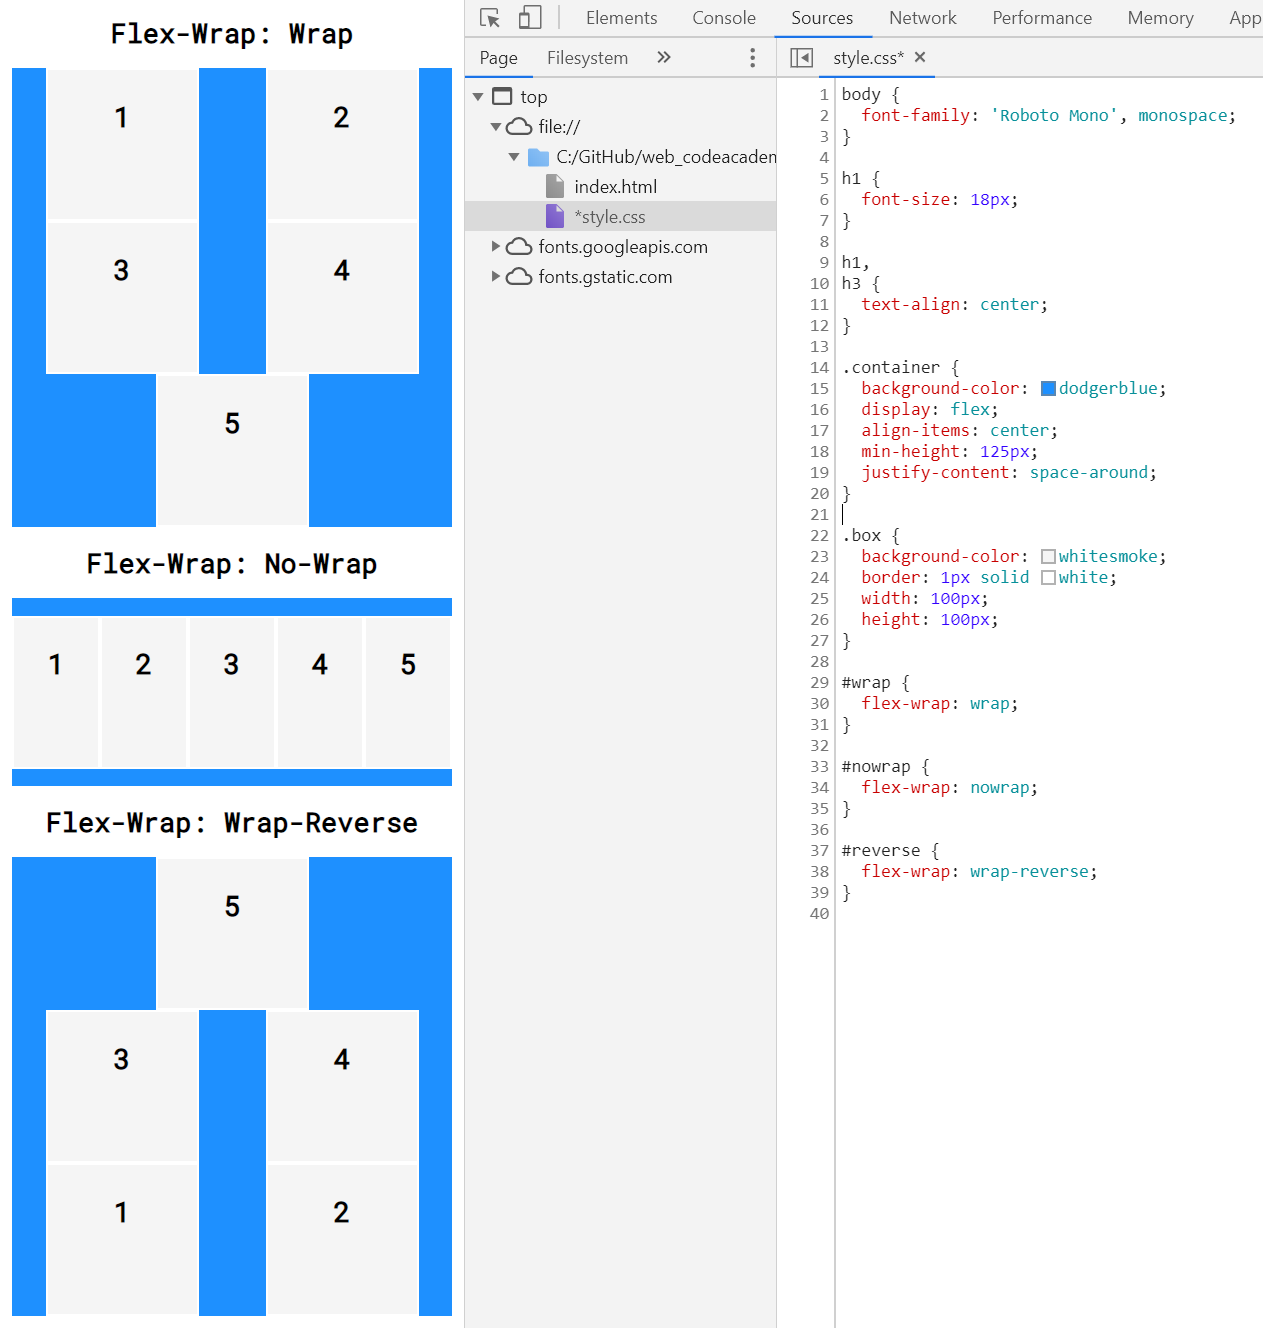 Flex-Wrap: Wrap
1
2
3
4
5
Flex-Wrap: No-Wrap
1 2 3 4 5
Flex-Wrap: Wrap-Reverse
5
3
4
1
2
Elements Console Sources Network Performance Memory App
Page Filesystem »
top
file://
C:/GitHub/web_codeacadem
index.html
*style.css
fonts.googleapis.com
fonts.gstatic.com
style.css* ×
1 body {
2 font-family: 'Roboto Mono', monospace;
3 }
4
5 h1 {
6 font-size: 18px;
7 }
8
9 h1,
10 h3 {
11 text-align: center;
12 }
13
14 .container {
15 background-color: dodgerblue;
16 display: flex;
17 align-items: center;
18 min-height: 125px;
19 justify-content: space-around;
20 }
21
22 .box {
23 background-color: whitesmoke;
24 border: 1px solid white;
25 width: 100px;
26 height: 100px;
27 }
28
29 #wrap {
30 flex-wrap: wrap;
31 }
32
33 #nowrap {
34 flex-wrap: nowrap;
35 }
36
37 #reverse {
38 flex-wrap: wrap-reverse;
39 }
40